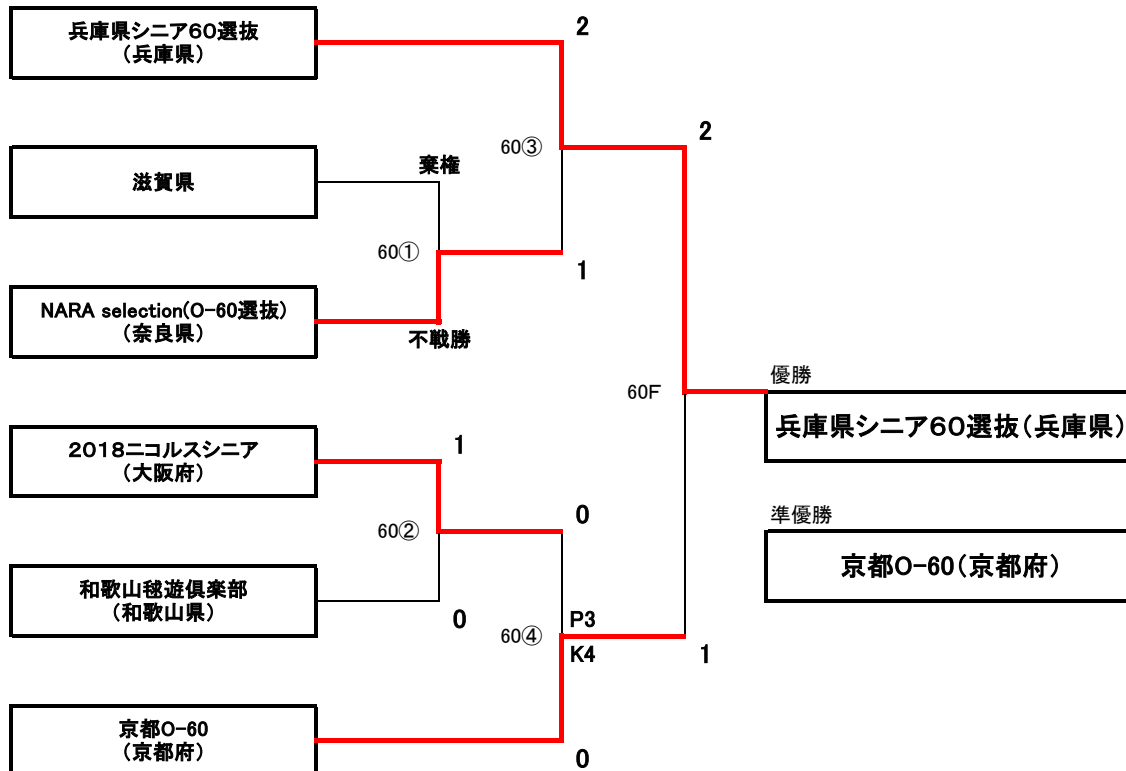 兵庫県シニア６０選抜
（兵庫県）
2
60③
2
滋賀県
棄権
60①
1
NARA selection(O-60選抜)
（奈良県）
不戦勝
60F
優勝
兵庫県シニア６０選抜（兵庫県）
２０１８ニコルスシニア
（大阪府）
1
0
60②
準優勝
京都O-60（京都府）
和歌山毬遊倶楽部
（和歌山県）
0
60④
P3
K4
1
京都O-60
（京都府）
0